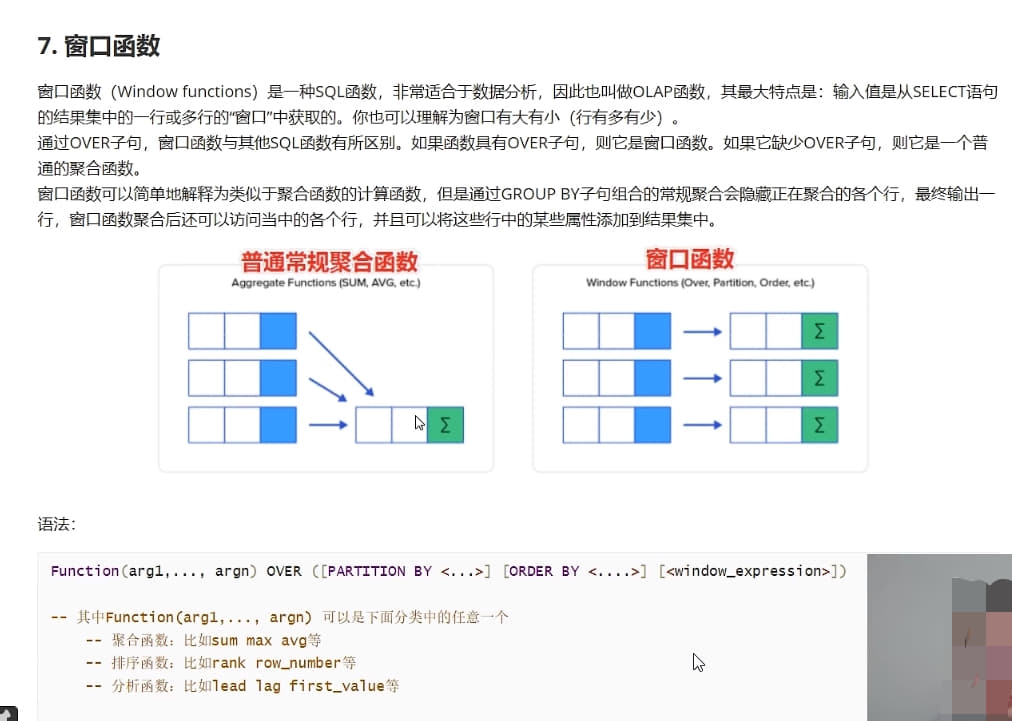 7. 窗口函数
窗口函数（Window functions）是一种SQL函数，非常适合于数据分析，因此也叫做OLAP函数，其最大特点是：输入值是从SELECT语句
的结果集中的一行或多行的“窗口”中获取的。你也可以理解为窗口有大有小（行有多有少）。
通过OVER子句，窗口函数与其他SQL函数有所区别。如果函数具有OVER子句，则它是窗口函数。如果它缺少OVER子句，则它是一个普
通的聚合函数。
窗口函数可以简单地解释为类似于聚合函数的计算函数，但是通过GROUP BY子句组合的常规聚合会隐藏正在聚合的各个行，最终输出一
行，窗口函数聚合后还可以访问当中的各个行，并且可以将这些行中的某些属性添加到结果集中。
普通常规聚合函数
Aggregate Functions (SUM, AVG, etc.)
Σ
窗口函数
Window Functions (Over, Partition, Order, etc.)
Σ
Σ
Σ
语法：
Function(arg1,..., argn) OVER ([PARTITION BY <...>] [ORDER BY <....>] [<window_expression>])
-- 其中Function(arg1,..., argn) 可以是下面分类中的任意一个
-- 聚合函数：比如sum max avg等
-- 排序函数：比如rank row_number等
-- 分析函数：比如lead lag first_value等